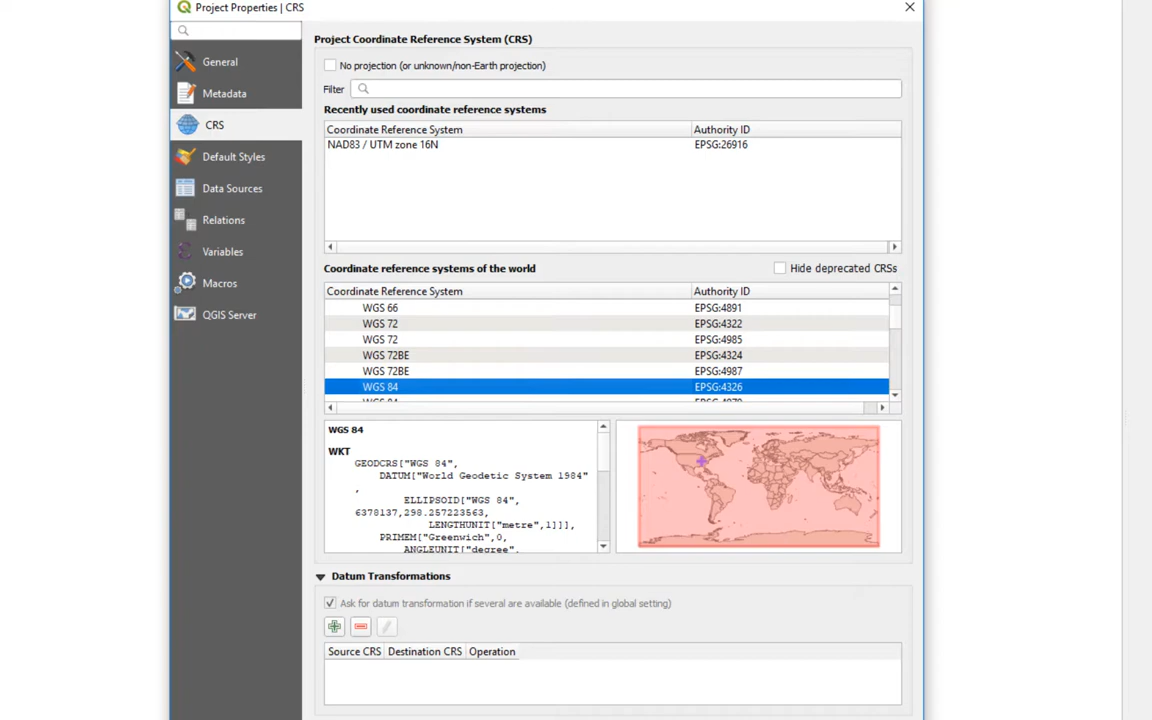 Project Properties | CRS
General
Metadata
CRS
Default Styles
Data Sources
Relations
Variables
Macros
QGIS Server
Project Coordinate Reference System (CRS)
No projection (or unknown/non-Earth projection)
Filter
Recently used coordinate reference systems
Coordinate Reference System Authority ID
NAD83 / UTM zone 16N EPSG:26916
Coordinate reference systems of the world Hide deprecated CRSs
Coordinate Reference System Authority ID
WGS 66 EPSG:4891
WGS 72 EPSG:4322
WGS 72 EPSG:4985
WGS 72BE EPSG:4324
WGS 72BE EPSG:4987
WGS 84 EPSG:4326
WGS 84
WKT
GEODCRS["WGS 84",
DATUM["World Geodetic System 1984"
,
ELLIPSOID["WGS 84",
6378137,298.257223563,
LENGTHUNIT["metre",1]]],
PRIMEM["Greenwich",0,
ANGLEUNIT["degree",
Datum Transformations
Ask for datum transformation if several are available (defined in global setting)
Source CRS Destination CRS Operation